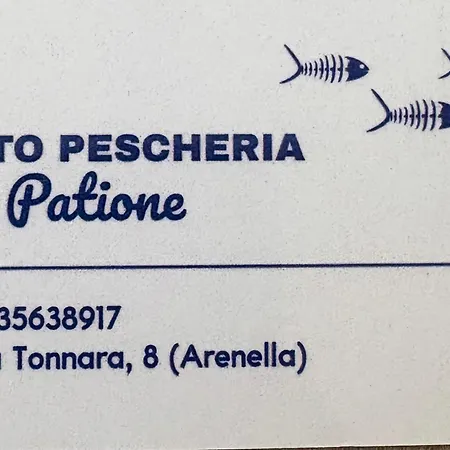 TO PESCHERIA
Patione
35638917
Tonnara, 8 (Arenella)